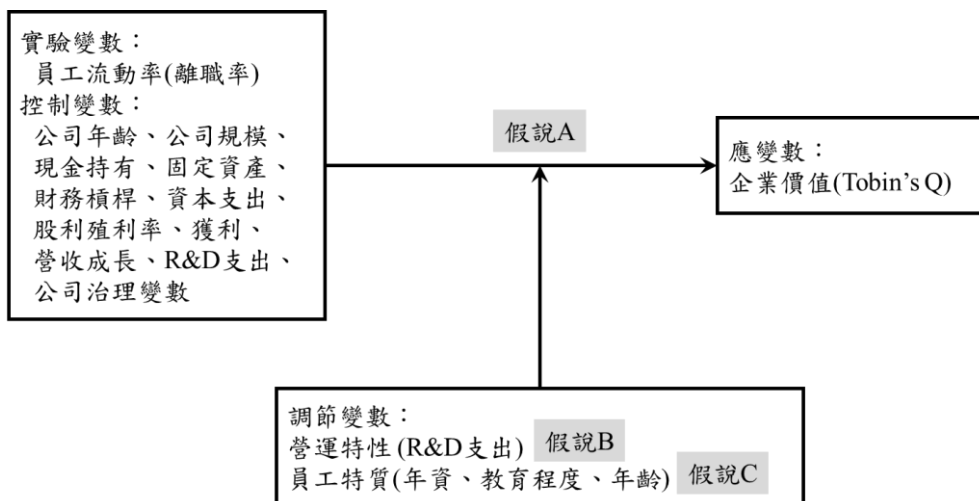 實驗變數：
員工流動率(離職率)
控制變數：
公司年齡、公司規模、
現金持有、固定資產、
財務槓桿、資本支出、
股利殖利率、獲利、
營收成長、R&D支出、
公司治理變數
假說A
應變數：
企業價值(Tobin's Q)
調節變數：
營運特性(R&D支出) 假說B
員工特質(年資、教育程度、年齡) 假說C